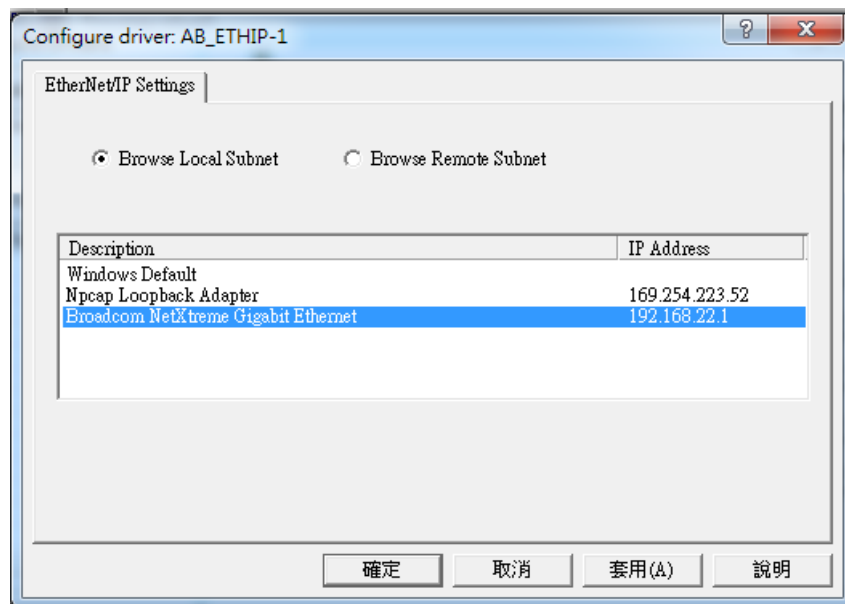 Configure driver: AB_ETHIP-1
EtherNet/IP Settings
Browse Local Subnet Browse Remote Subnet
Description IP Address
Windows Default
Npcap Loopback Adapter 169.254.223.52
Broadcom NetXtreme Gigabit Ethernet 192.168.22.1
確定 取消 套用(A) 說明